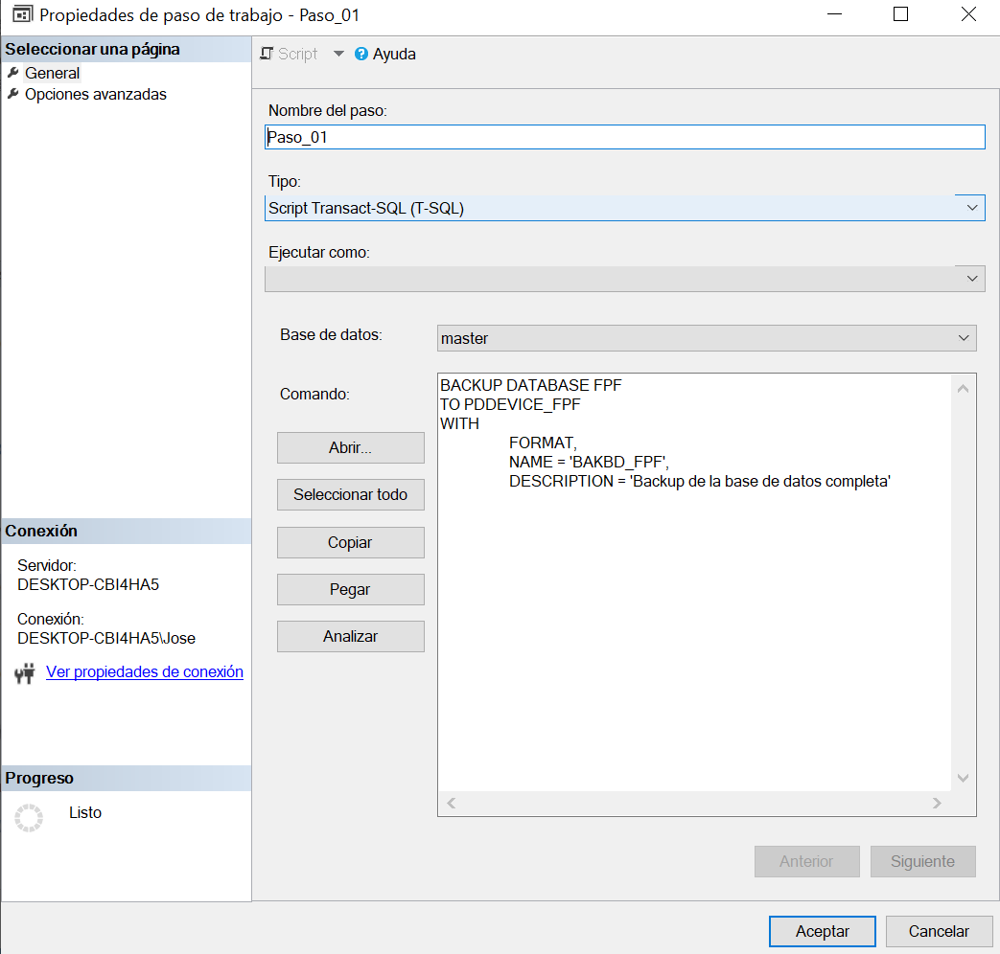 Propiedades de paso de trabajo - Paso_01
Seleccionar una página
General
Opciones avanzadas
Script
Ayuda
Nombre del paso:
Paso_01
Tipo:
Script Transact-SQL (T-SQL)
Ejecutar como:
Base de datos:
master
Comando:
BACKUP DATABASE FPF
TO PDDEVICE_FPF
WITH
FORMAT,
NAME = 'BAKBD_FPF',
DESCRIPTION = 'Backup de la base de datos completa'
Abrir...
Seleccionar todo
Copiar
Pegar
Analizar
Conexión
Servidor:
DESKTOP-CBI4HA5
Conexión:
DESKTOP-CBI4HA5\Jose
Ver propiedades de conexión
Progreso
Listo
Anterior
Siguiente
Aceptar
Cancelar